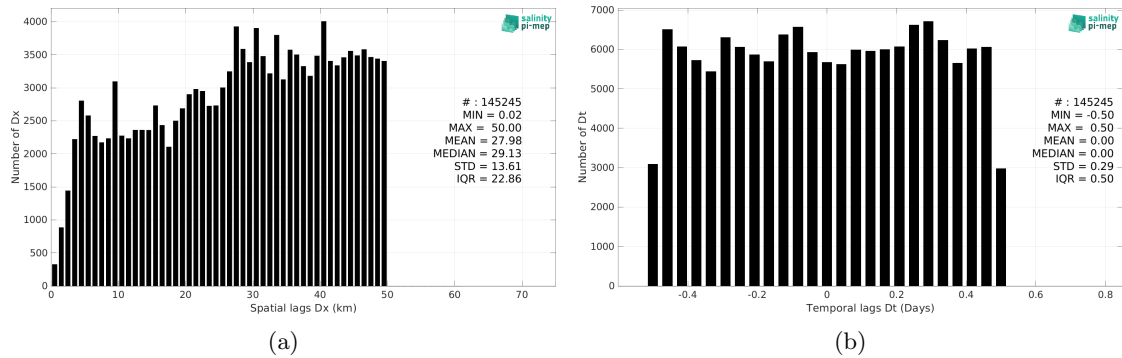 4000
3500
3000
2500
2000
1500
1000
500
0
Number of Dx
salinity
pi-mep
# : 145245
MIN = 0.02
MAX = 50.00
MEAN = 27.98
MEDIAN = 29.13
STD = 13.61
IQR = 22.86
0 10 20 30 40 50 60 70
Spatial lags Dx (km)
(a)
7000
6000
5000
4000
3000
2000
1000
0
Number of Dt
salinity
pi-mep
# : 145245
MIN = -0.50
MAX = 0.50
MEAN = 0.00
MEDIAN = 0.00
STD = 0.29
IQR = 0.50
-0.4 -0.2 0 0.2 0.4 0.6 0.8
Temporal lags Dt (Days)
(b)